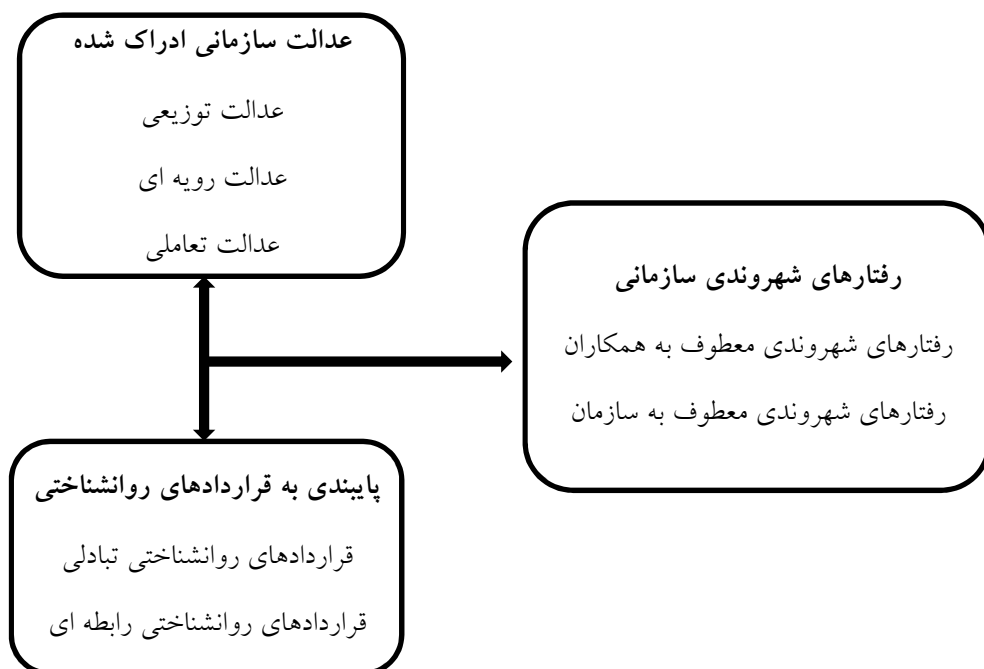 عدالت سازمانی ادراک شده
عدالت توزیعی
عدالت رویه ای
عدالت تعاملی
رفتارهای شهروندی سازمانی
رفتارهای شهروندی معطوف به همکاران
رفتارهای شهروندی معطوف به سازمان
پایبندی به قراردادهای روانشناختی
قراردادهای روانشناختی تبادلی
قراردادهای روانشناختی رابطه ای